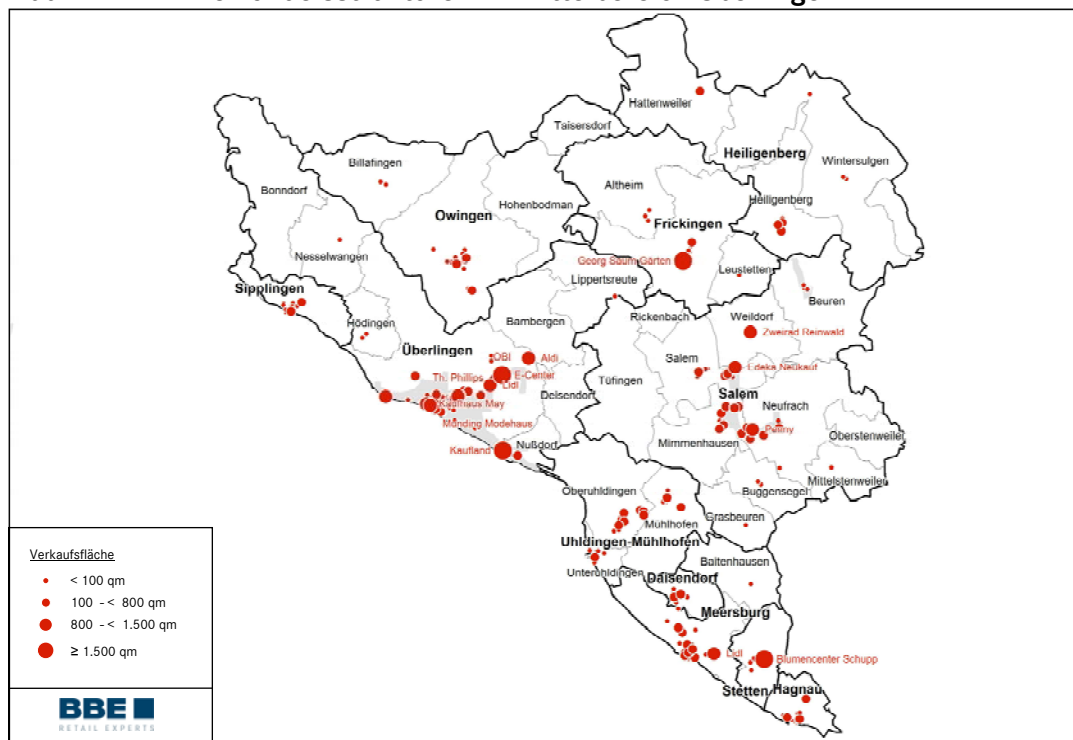 Hattenweiler
Taisersdorf
Heiligenberg
Billafingen
Wintersulgen
Altheim
Bonndorf
Hohenbodman
Heiligenberg
Owingen
Frickingen
Nesselwangen
Georg Saum Gärten
Leustetten
Lippertsreute
Sipplingen
Beuren
Bambergen
Rickenbach
Weildorf
Hödingen
Zweirad Reinwald
Überlingen
OBI
Aldi
Salem
Edeka Neukauf
Th. Phillips
E-Center
Tüfingen
Lidl
Deisendorf
Salem
Kaufhaus May
Neufrach
Munding Modehaus
Penny
Oberstenweiler
Nußdorf
Mimmenhausen
Kaufland
Mittelstenweiler
Oberuhldingen
Buggensegel
Mühlhofen
Grasbeuren
Uhldingen-Mühlhofen
Baitenhausen
Unteruhldingen
Daisendorf
Meersburg
Lidl
Blumencenter Schupp
Stetten
Hagnau
Verkaufsfläche
< 100 qm
100 - < 800 qm
800 - < 1.500 qm
≥ 1.500 qm
BBE
RETAIL EXPERTS